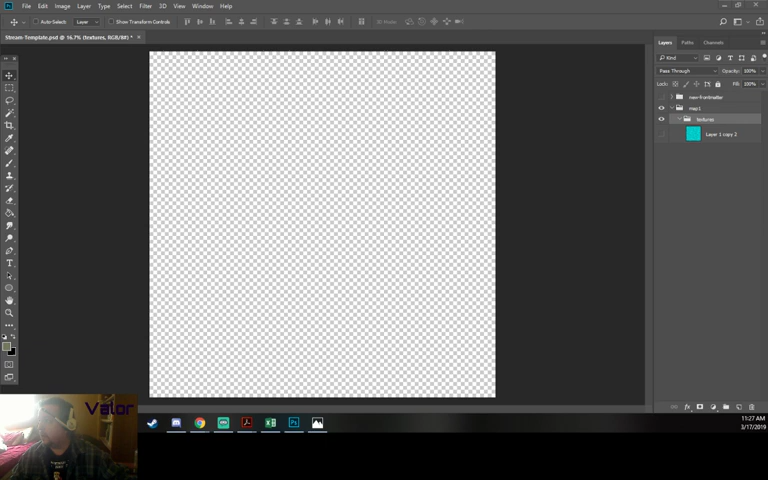 File Edit Image Layer Type Select Filter 3D View Window Help
Auto-Select: Layer Show Transform Controls 3D Mode
Stream-Template.psd @ 16.7% (textures, RGB/8#) *
Layers Paths Channels
Kind
Pass Through Opacity: 100%
Lock: Fill: 100%
new-frontmatter
map1
textures
Layer 1 copy 2
Valor
11:27 AM
3/17/2019